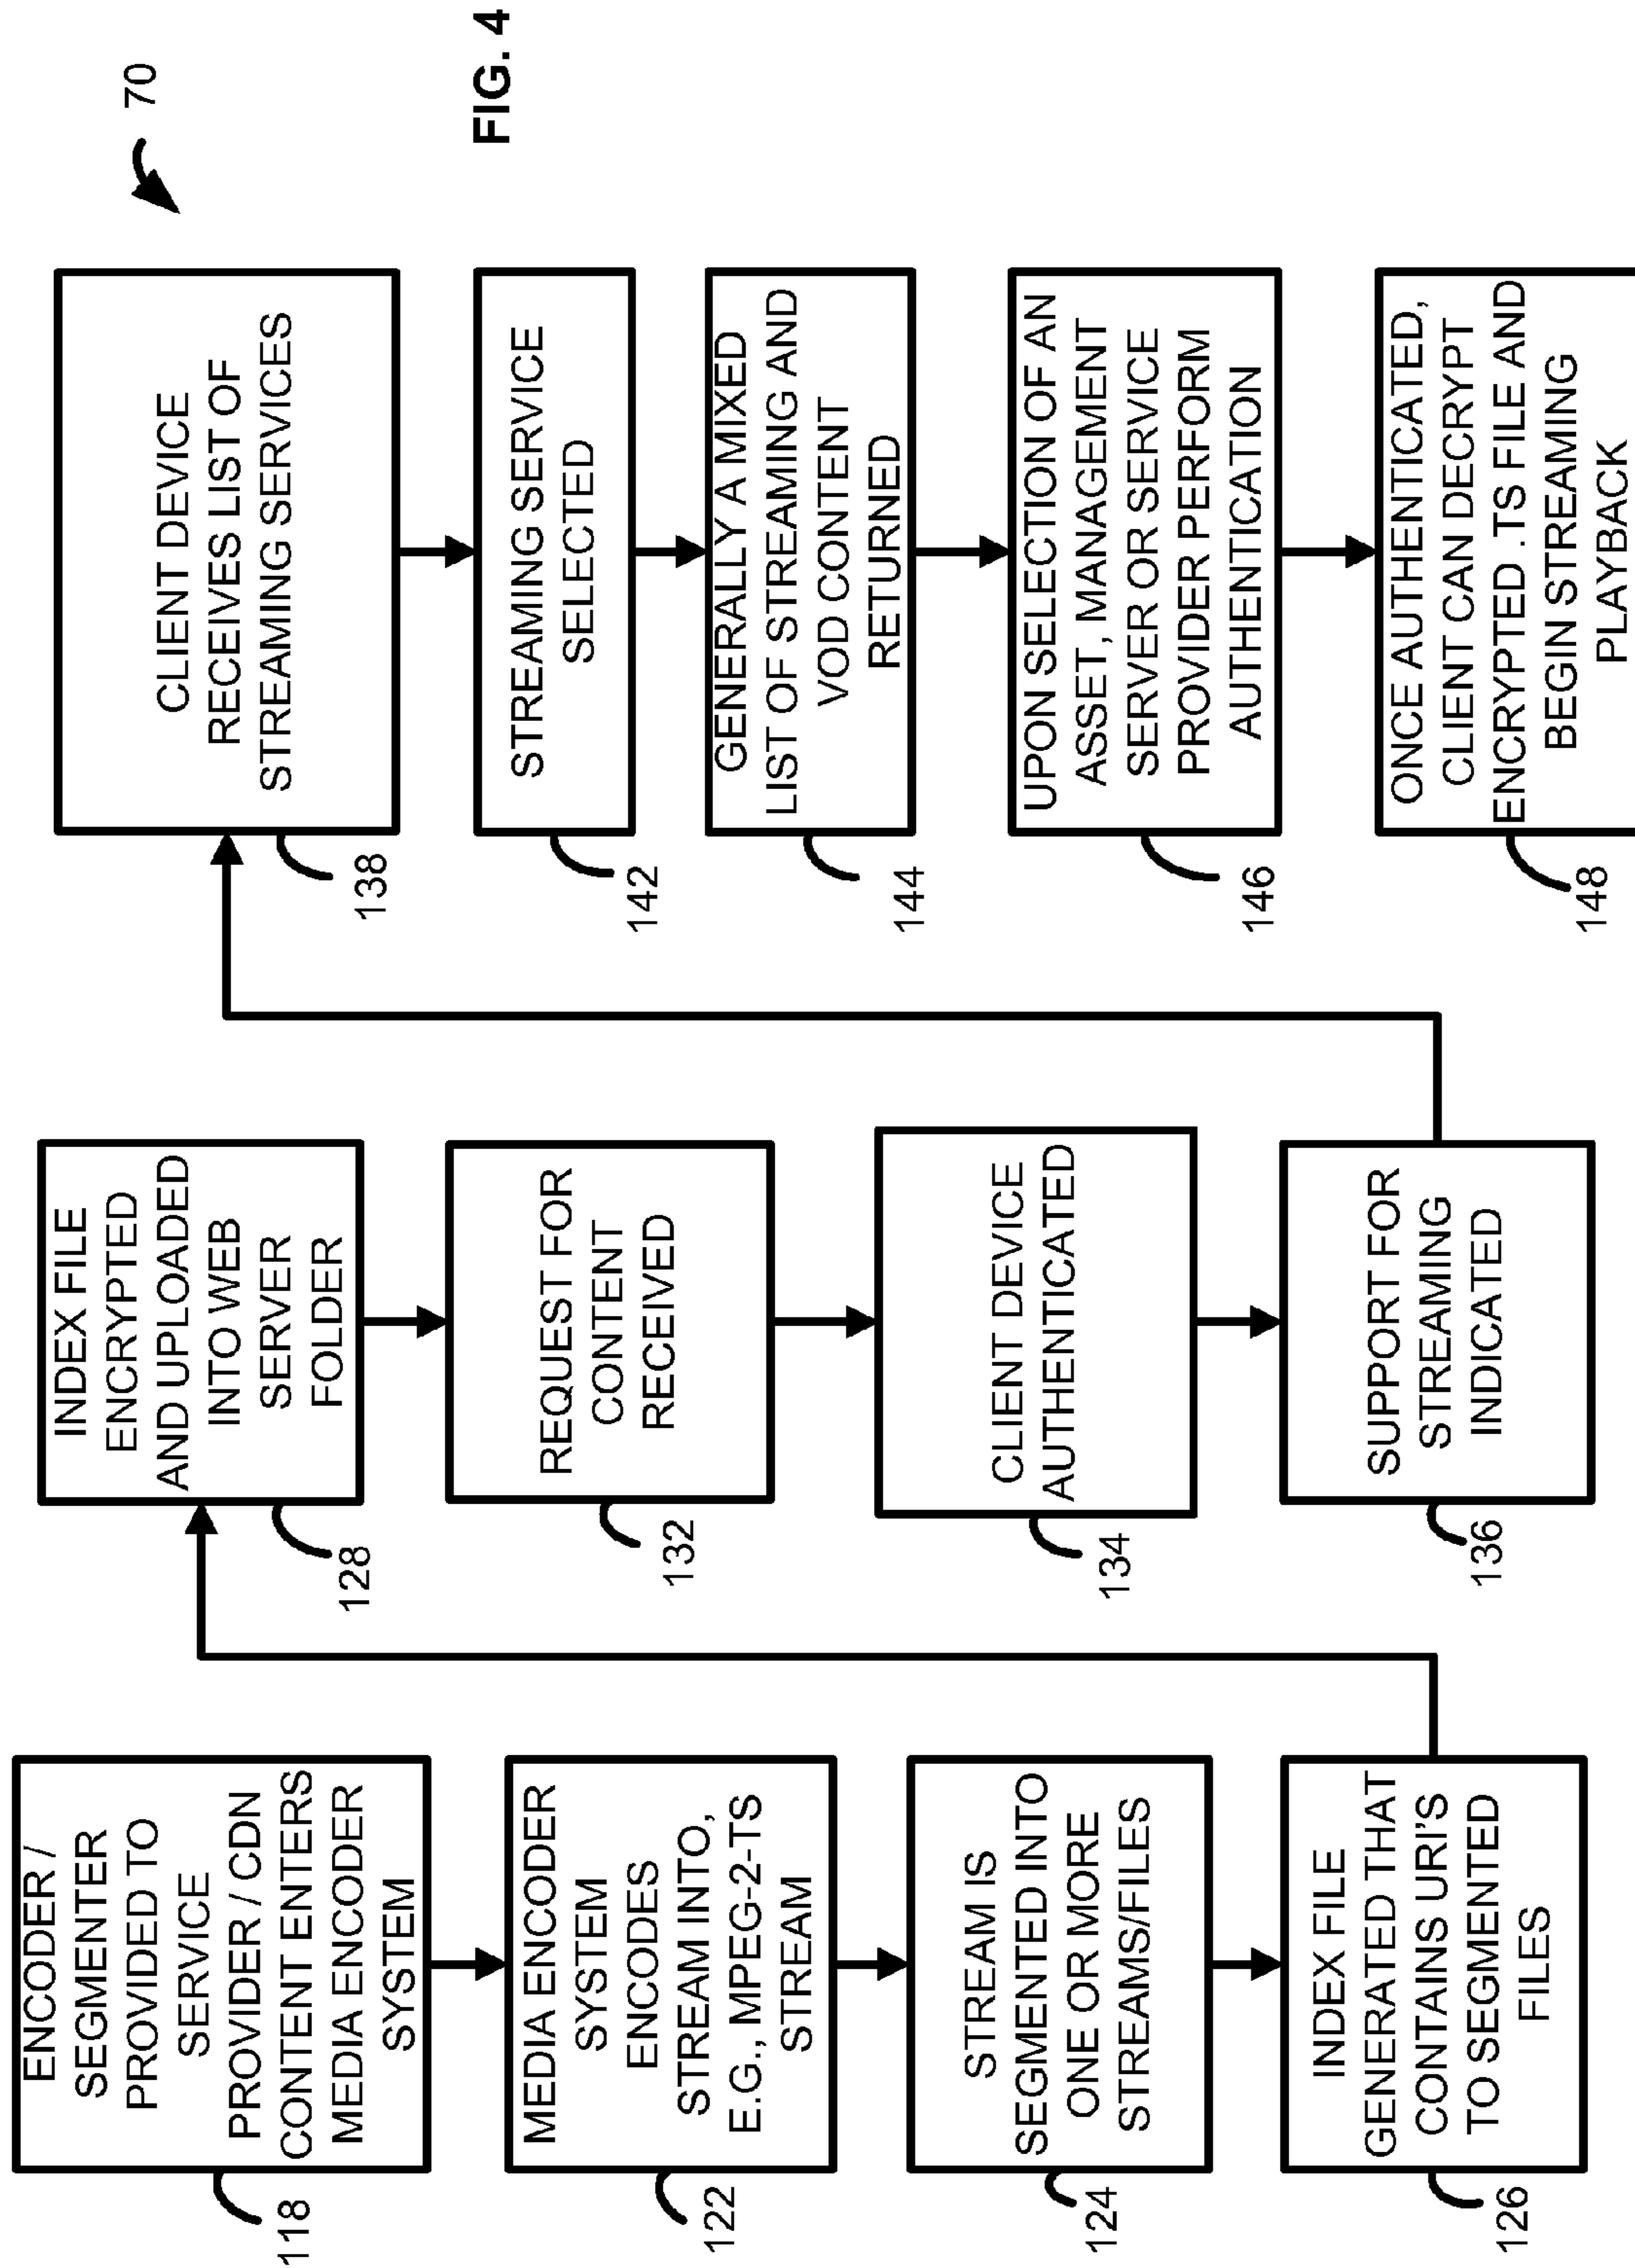 70
ENCODER /
SEGMENTER
PROVIDED TO
SERVICE
PROVIDER / CDN
CONTENT ENTERS
MEDIA ENCODER
SYSTEM
118
MEDIA ENCODER
SYSTEM
ENCODES
STREAM INTO,
E.G., MPEG-2-TS
STREAM
122
STREAM IS
SEGMENTED INTO
ONE OR MORE
STREAMS/FILES
124
INDEX FILE
GENERATED THAT
CONTAINS URI'S
TO SEGMENTED
FILES
126
INDEX FILE
ENCRYPTED
AND UPLOADED
INTO WEB
SERVER
FOLDER
128
REQUEST FOR
CONTENT
RECEIVED
132
CLIENT DEVICE
AUTHENTICATED
134
SUPPORT FOR
STREAMING
INDICATED
136
CLIENT DEVICE
RECEIVES LIST OF
STREAMING SERVICES
138
STREAMING SERVICE
SELECTED
142
GENERALLY A MIXED
LIST OF STREAMING AND
VOD CONTENT
RETURNED
144
UPON SELECTION OF AN
ASSET, MANAGEMENT
SERVER OR SERVICE
PROVIDER PERFORM
AUTHENTICATION
146
ONCE AUTHENTICATED,
CLIENT CAN DECRYPT
ENCRYPTED .TS FILE AND
BEGIN STREAMING
PLAYBACK
148
FIG. 4